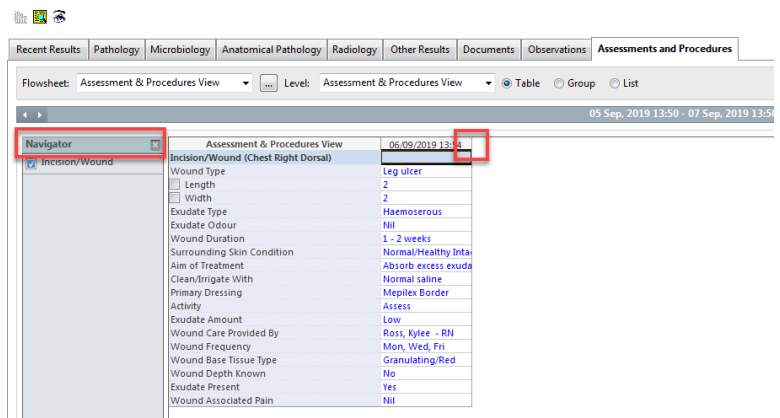 Recent Results Pathology Microbiology Anatomical Pathology Radiology Other Results Documents Observations Assessments and Procedures
Flowsheet: Assessment & Procedures View ... Level: Assessment & Procedures View Table Group List
05 Sep, 2019 13:50 - 07 Sep, 2019 13:50
Navigator
Incision/Wound
Assessment & Procedures View 06/09/2019 13:54
Incision/Wound (Chest Right Dorsal)
Wound Type Leg ulcer
Length 2
Width 2
Exudate Type Haemoserous
Exudate Odour Nil
Wound Duration 1 - 2 weeks
Surrounding Skin Condition Normal/Healthy Inta
Aim of Treatment Absorb excess exuda
Clean/Irrigate With Normal saline
Primary Dressing Mepilex Border
Activity Assess
Exudate Amount Low
Wound Care Provided By Ross, Kylee - RN
Wound Frequency Mon, Wed, Fri
Wound Base Tissue Type Granulating/Red
Wound Depth Known No
Exudate Present Yes
Wound Associated Pain Nil